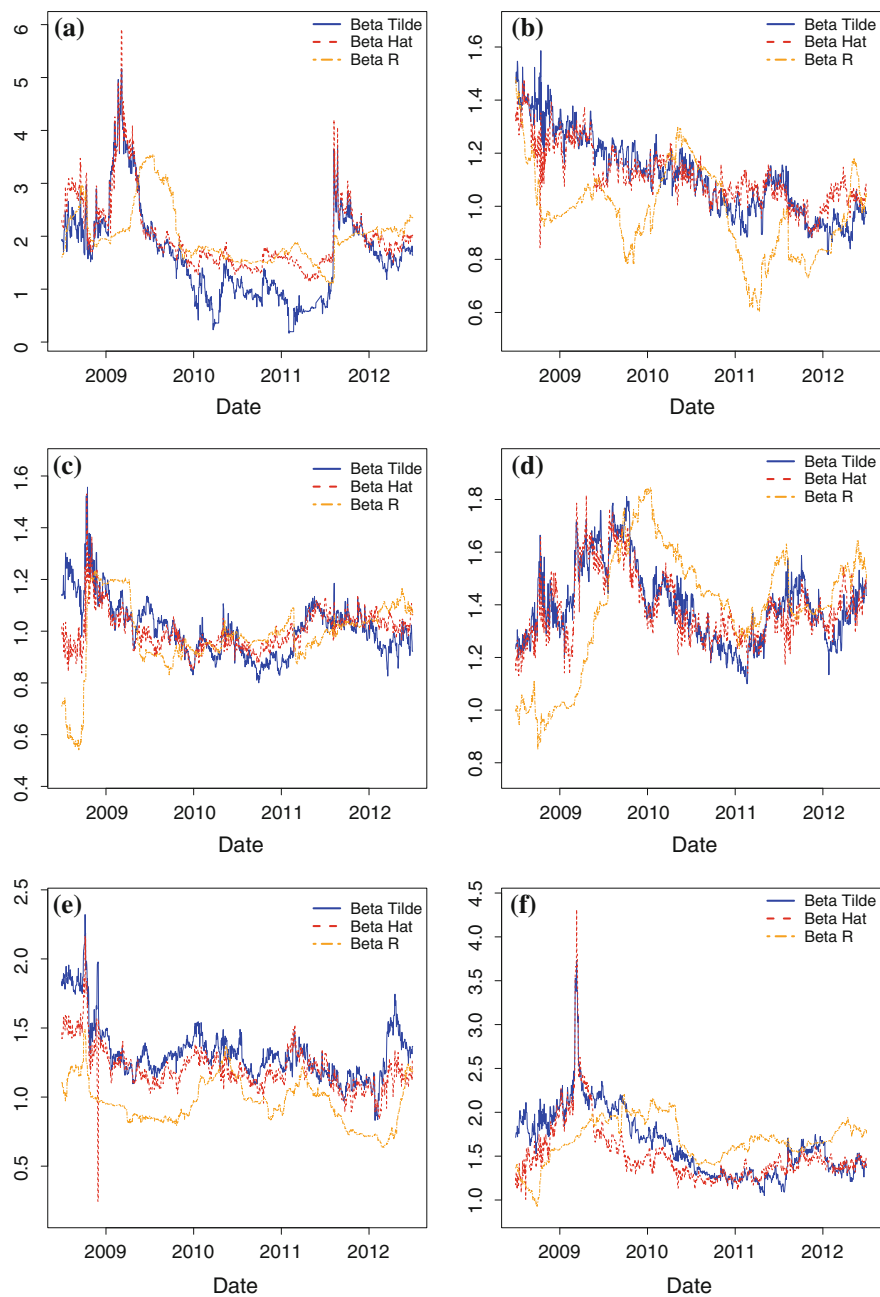 (a)
Beta Tilde
Beta Hat
Beta R
0 1 2 3 4 5 6
2009 2010 2011 2012
Date
(b)
Beta Tilde
Beta Hat
Beta R
0.6 0.8 1.0 1.2 1.4 1.6
2009 2010 2011 2012
Date
(c)
Beta Tilde
Beta Hat
Beta R
0.4 0.6 0.8 1.0 1.2 1.4 1.6
2009 2010 2011 2012
Date
(d)
Beta Tilde
Beta Hat
Beta R
0.8 1.0 1.2 1.4 1.6 1.8
2009 2010 2011 2012
Date
(e)
Beta Tilde
Beta Hat
Beta R
0.5 1.0 1.5 2.0 2.5
2009 2010 2011 2012
Date
(f)
Beta Tilde
Beta Hat
Beta R
1.0 1.5 2.0 2.5 3.0 3.5 4.0 4.5
2009 2010 2011 2012
Date